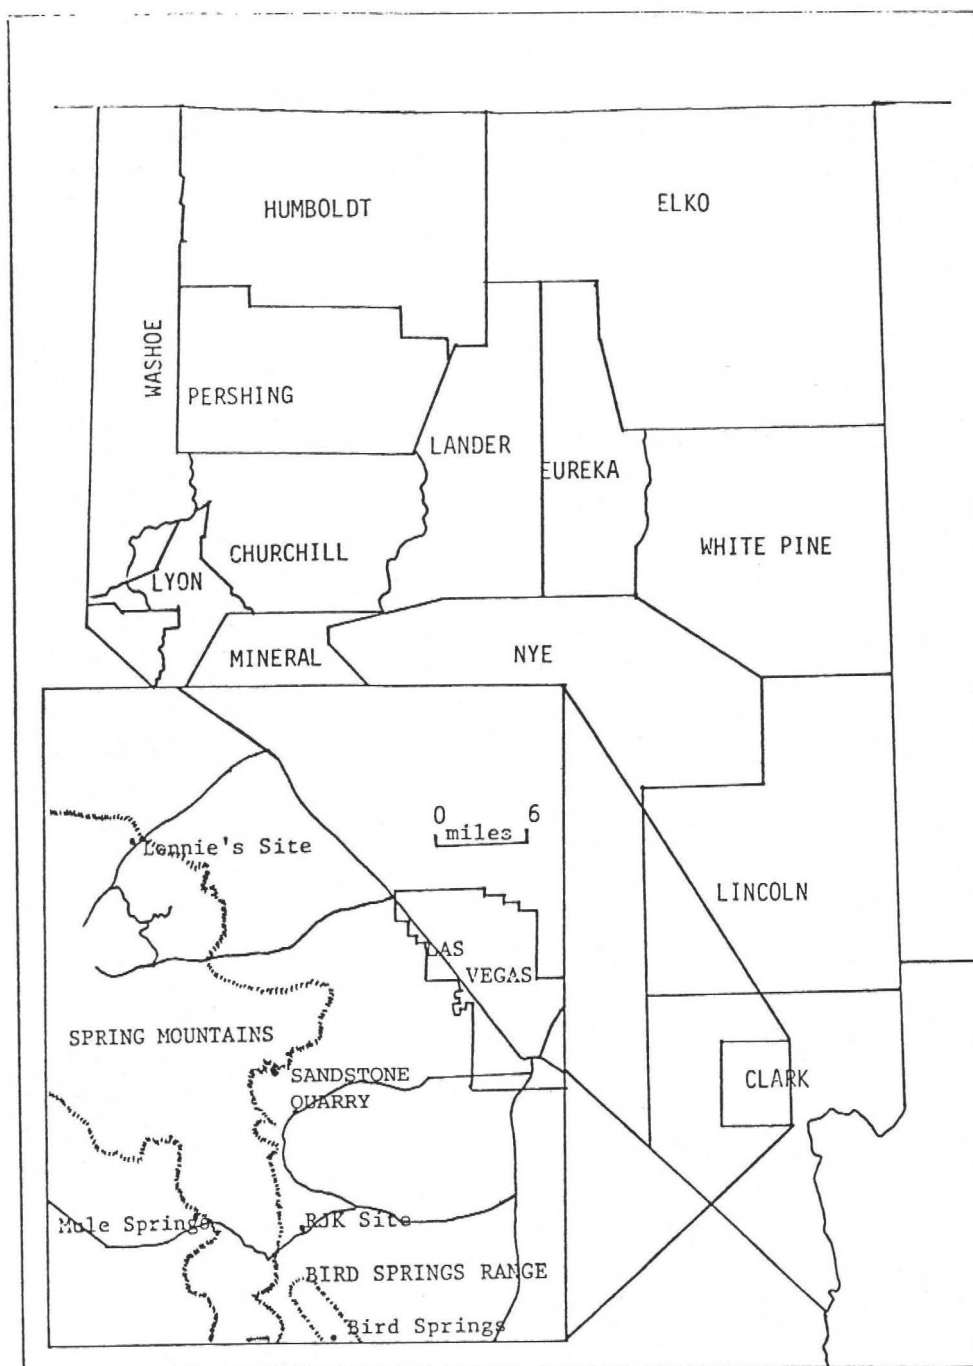 HUMBOLDT
ELKO
WASHOE
PERSHING
LANDER
EUREKA
CHURCHILL
WHITE PINE
LYON
MINERAL
NYE
0 6
miles
Lonnie's Site
LINCOLN
LAS
VEGAS
SPRING MOUNTAINS
SANDSTONE
QUARRY
CLARK
Mule Springs
RJK Site
BIRD SPRINGS RANGE
Bird Springs